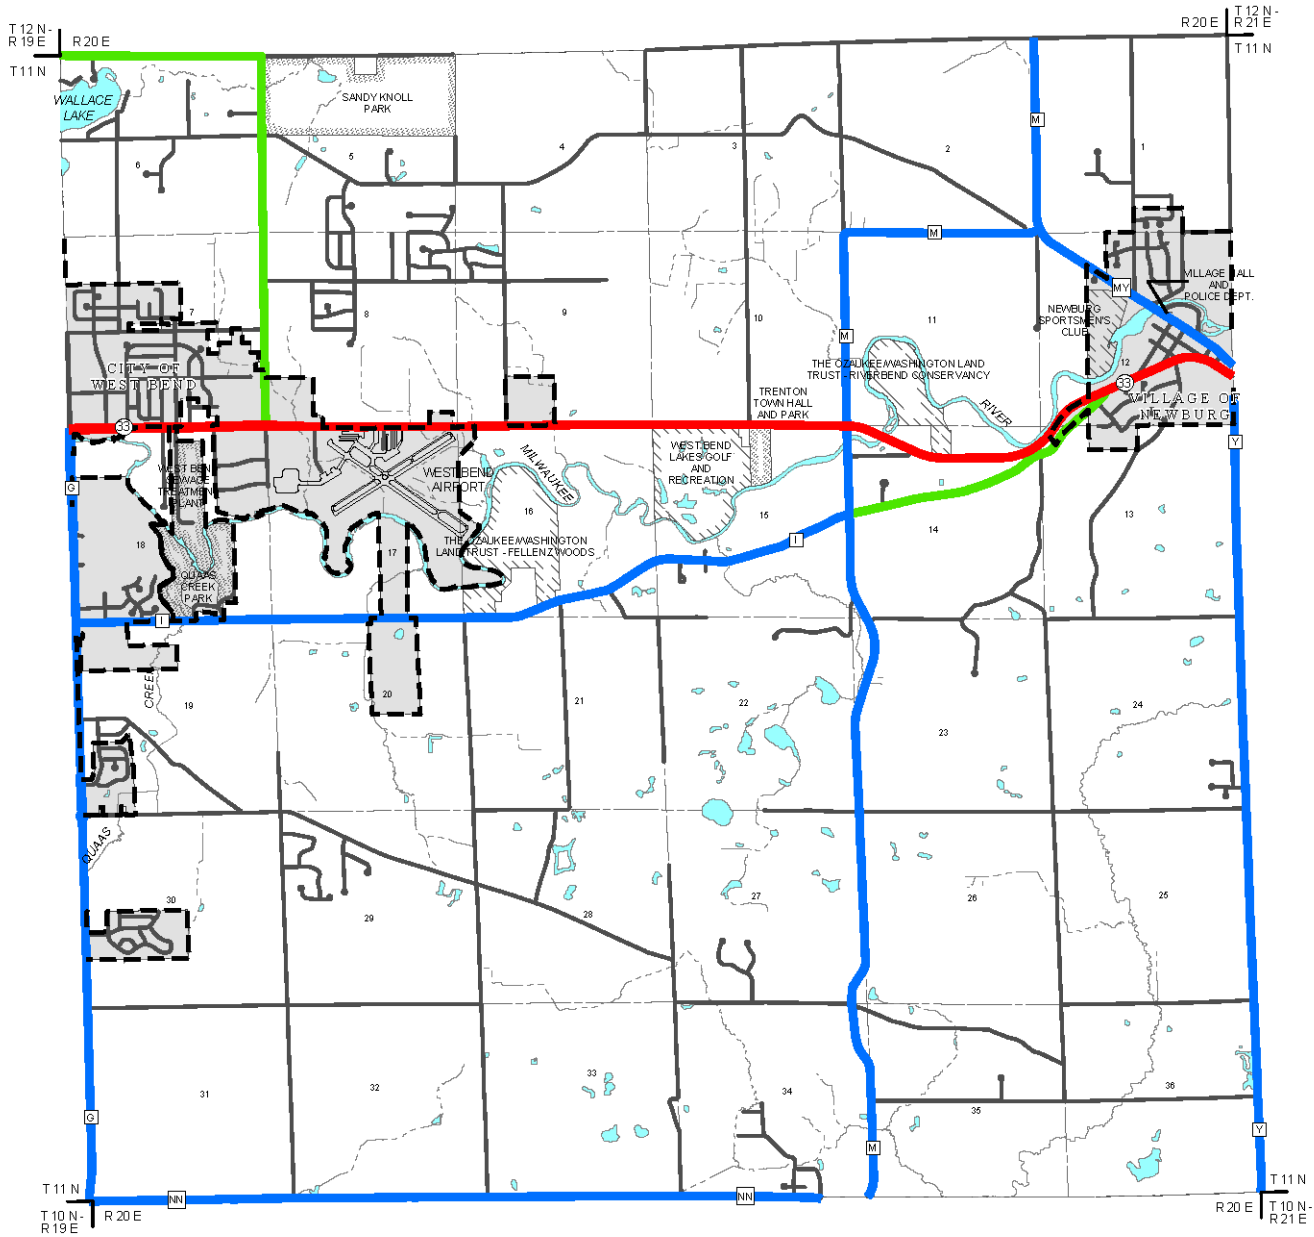 T 12 N -
R 19 E
R 20 E
T 11 N
R 20 E
T 12 N -
R 21 E
T 11 N
WALLACE
LAKE
SANDY KNOLL
PARK
M
6
5
4
3
2
1
M
MY
VILLAGE HALL
AND
POLICE DEPT.
7
8
9
10
11
12
M
NEWBURG
SPORTSMEN'S
CLUB
CITY OF
WEST BEND
THE OZAUKEE/WASHINGTON LAND
TRUST - RIVERBEND CONSERVANCY
33
TRENTON
TOWN HALL
AND PARK
RIVER
VILLAGE OF
NEWBURG
33
Y
WEST BEND
SEWAGE
TREATMENT
PLANT
WEST BEND
AIRPORT
MILWAUKEE
WEST BEND
LAKES GOLF
AND
RECREATION
G
16
15
14
13
18
17
THE OZAUKEE/WASHINGTON
LAND TRUST - FELLENZ WOODS
I
QUAAS
CREEK
PARK
I
CREEK
19
20
21
22
23
24
QUAAS
30
29
28
27
26
25
31
32
33
34
35
36
G
M
Y
NN
NN
T 11 N
T 10 N -
R 19 E
R 20 E
T 11 N
R 20 E
T 10 N -
R 21 E